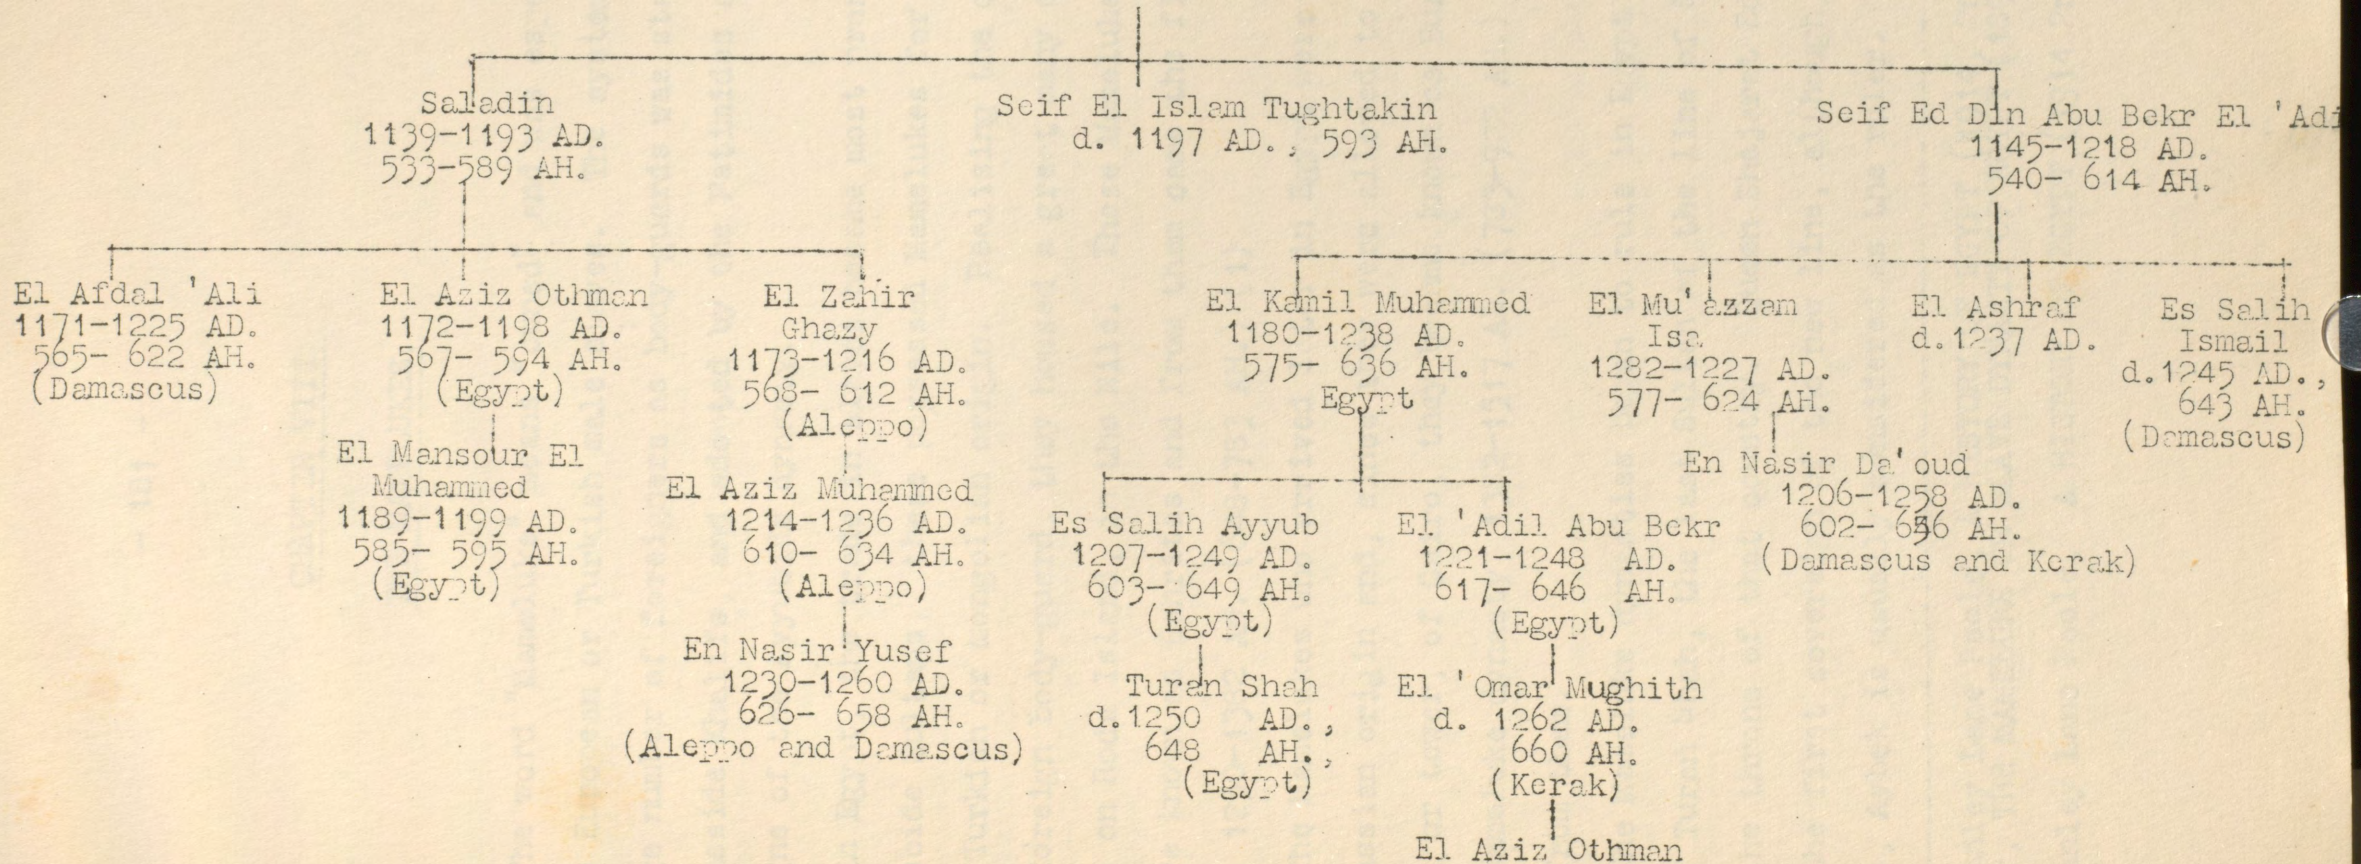 Saladin
1139-1193 AD.
533-589 AH.
Seif El Islam Tughtakin
d. 1197 AD., 593 AH.
Seif Ed Din Abu Bekr El 'Adi
1145-1218 AD.
540- 614 AH.
El Afdal 'Ali
1171-1225 AD.
565- 622 AH.
(Damascus)
El Aziz Othman
1172-1198 AD.
567- 594 AH.
(Egypt)
El Mansour El
Muhammed
1189-1199 AD.
585- 595 AH.
(Egypt)
El Zahir
Ghazy
1173-1216 AD.
568- 612 AH.
(Aleppo)
El Aziz Muhammed
1214-1236 AD.
610- 634 AH.
(Aleppo)
En Nasir Yusef
1230-1260 AD.
626- 658 AH.
(Aleppo and Damascus)
El Kamil Muhammed
1180-1238 AD.
575- 636 AH.
Egypt
Es Salih Ayyub
1207-1249 AD.
603- 649 AH.
(Egypt)
Turan Shah
d.1250 AD.,
648 AH.,
(Egypt)
El 'Adil Abu Bekr
1221-1248 AD.
617- 646 AH.
(Egypt)
El 'Omar Mughith
d. 1262 AD.
660 AH.
(Kerak)
El Aziz Othman
El Mu'azzam
Isa
1282-1227 AD.
577- 624 AH.
En Nasir Da'oud
1206-1258 AD.
602- 656 AH.
(Damascus and Kerak)
El Ashraf
d.1237 AD.
Es Salih
Ismail
d.1245 AD.,
643 AH.
(Damascus)